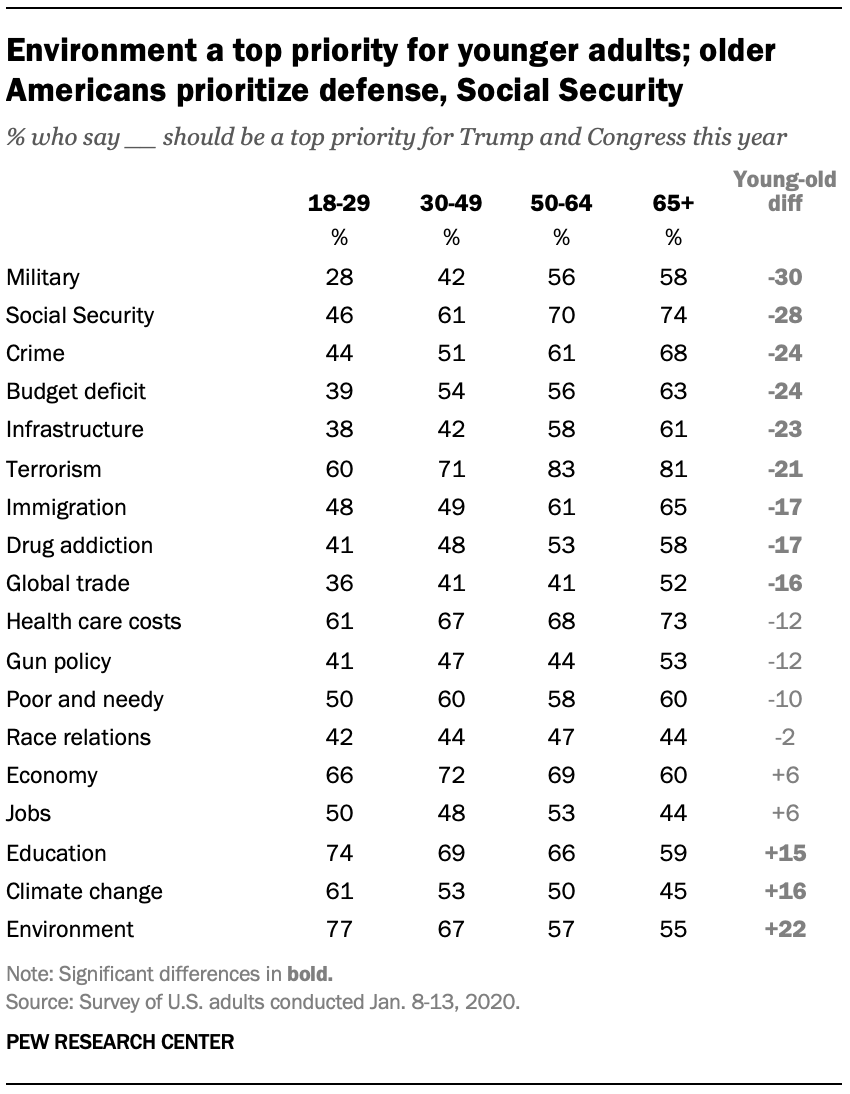 Environment a top priority for younger adults; older
Americans prioritize defense, Social Security
% who say __ should be a top priority for Trump and Congress this year
18-29 30-49 50-64 65+ Young-old diff
% % % %
Military 28 42 56 58 -30
Social Security 46 61 70 74 -28
Crime 44 51 61 68 -24
Budget deficit 39 54 56 63 -24
Infrastructure 38 42 58 61 -23
Terrorism 60 71 83 81 -21
Immigration 48 49 61 65 -17
Drug addiction 41 48 53 58 -17
Global trade 36 41 41 52 -16
Health care costs 61 67 68 73 -12
Gun policy 41 47 44 53 -12
Poor and needy 50 60 58 60 -10
Race relations 42 44 47 44 -2
Economy 66 72 69 60 +6
Jobs 50 48 53 44 +6
Education 74 69 66 59 +15
Climate change 61 53 50 45 +16
Environment 77 67 57 55 +22
Note: Significant differences in bold.
Source: Survey of U.S. adults conducted Jan. 8-13, 2020.
PEW RESEARCH CENTER